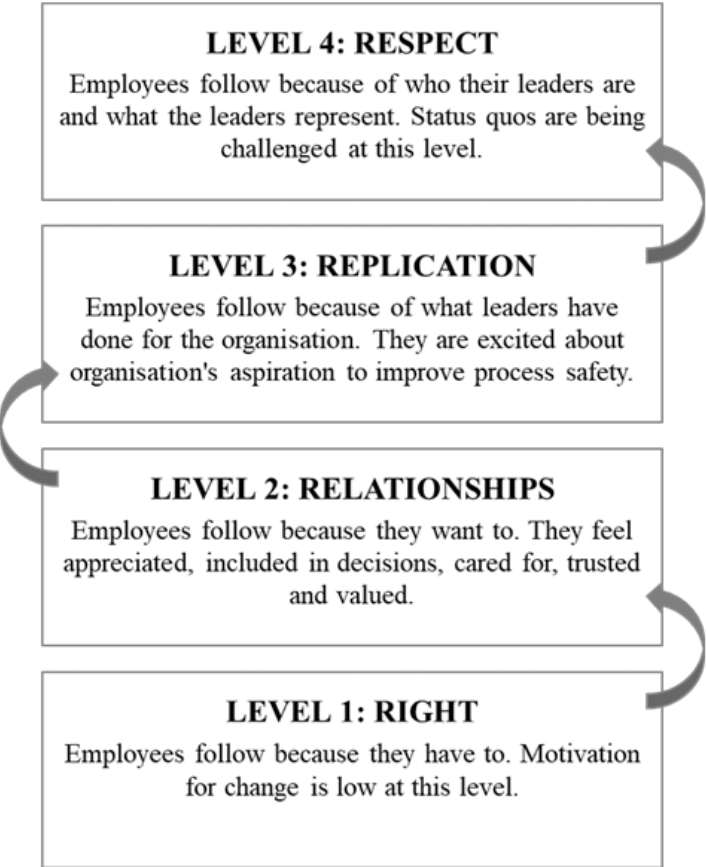 LEVEL 4: RESPECT
Employees follow because of who their leaders are
and what the leaders represent. Status quos are being
challenged at this level.
LEVEL 3: REPLICATION
Employees follow because of what leaders have
done for the organisation. They are excited about
organisation's aspiration to improve process safety.
LEVEL 2: RELATIONSHIPS
Employees follow because they want to. They feel
appreciated, included in decisions, cared for, trusted
and valued.
LEVEL 1: RIGHT
Employees follow because they have to. Motivation
for change is low at this level.